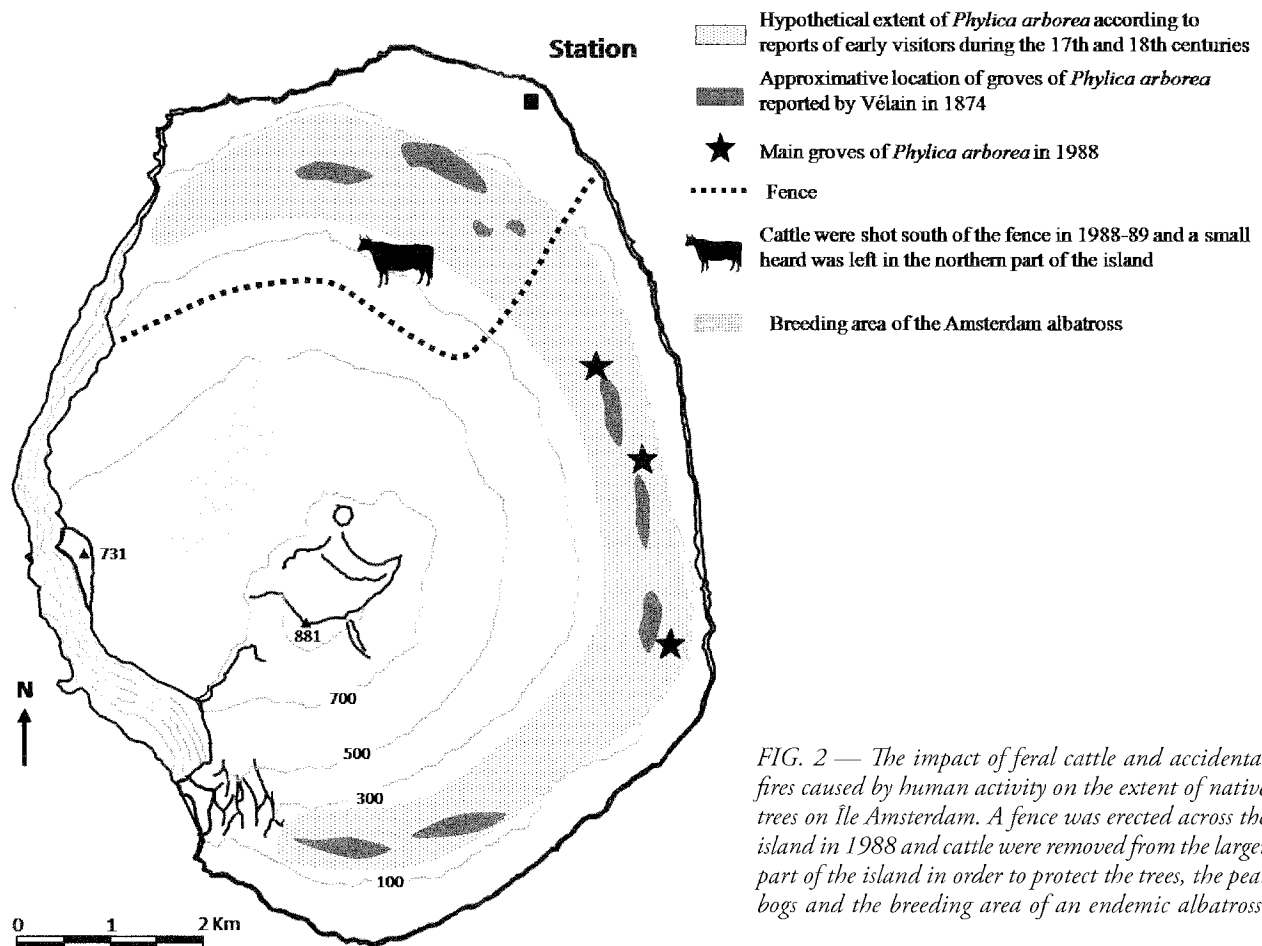 Station
Hypothetical extent of Phylica arborea according to
reports of early visitors during the 17th and 18th centuries
Approximative location of groves of Phylica arborea
reported by Vélain in 1874
Main groves of Phylica arborea in 1988
Fence
Cattle were shot south of the fence in 1988-89 and a small
heard was left in the northern part of the island
Breeding area of the Amsterdam albatross
731
881
N
700
500
300
100
0 1 2 Km
FIG. 2 — The impact of feral cattle and accidenta
fires caused by human activity on the extent of native
trees on Île Amsterdam. A fence was erected across the
island in 1988 and cattle were removed from the larger
part of the island in order to protect the trees, the pea
bogs and the breeding area of an endemic albatross